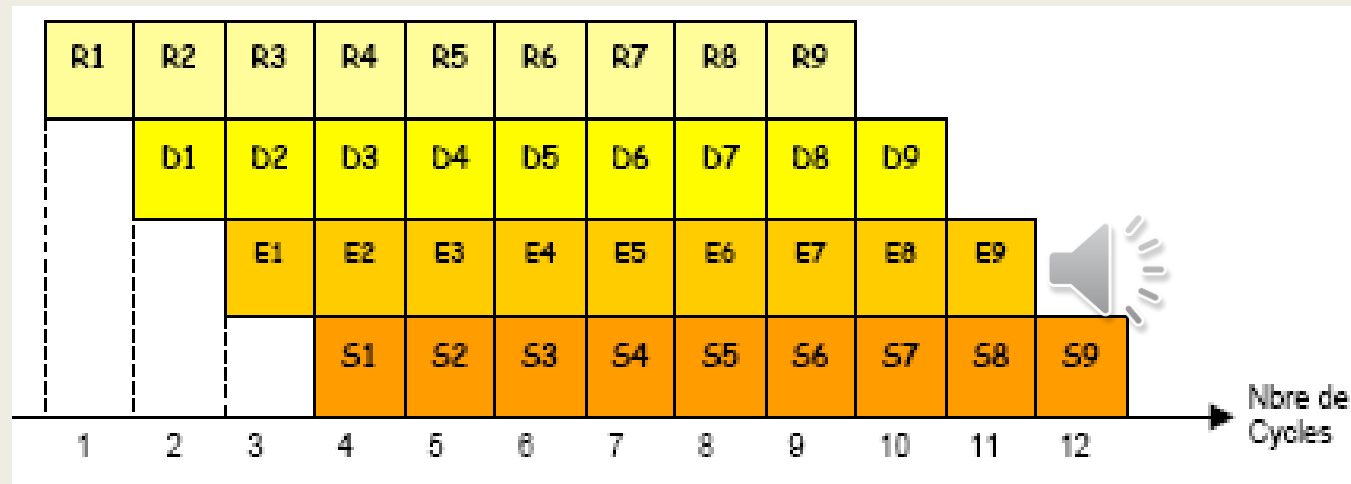 R1 R2 R3 R4 R5 R6 R7 R8 R9
D1 D2 D3 D4 D5 D6 D7 D8 D9
E1 E2 E3 E4 E5 E6 E7 E8 E9
S1 S2 S3 S4 S5 S6 S7 S8 S9
Nbre de
Cycles
1 2 3 4 5 6 7 8 9 10 11 12